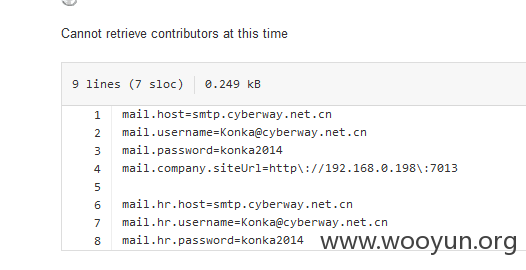 Cannot retrieve contributors at this time
9 lines (7 sloc) 0.249 kB
1 mail.host=smtp.cyberway.net.cn
2 mail.username=Konka@cyberway.net.cn
3 mail.password=konka2014
4 mail.company.siteUrl=http\://192.168.0.198\:7013
5
6 mail.hr.host=smtp.cyberway.net.cn
7 mail.hr.username=Konka@cyberway.net.cn
8 mail.hr.password=konka2014
www.wooyun.org